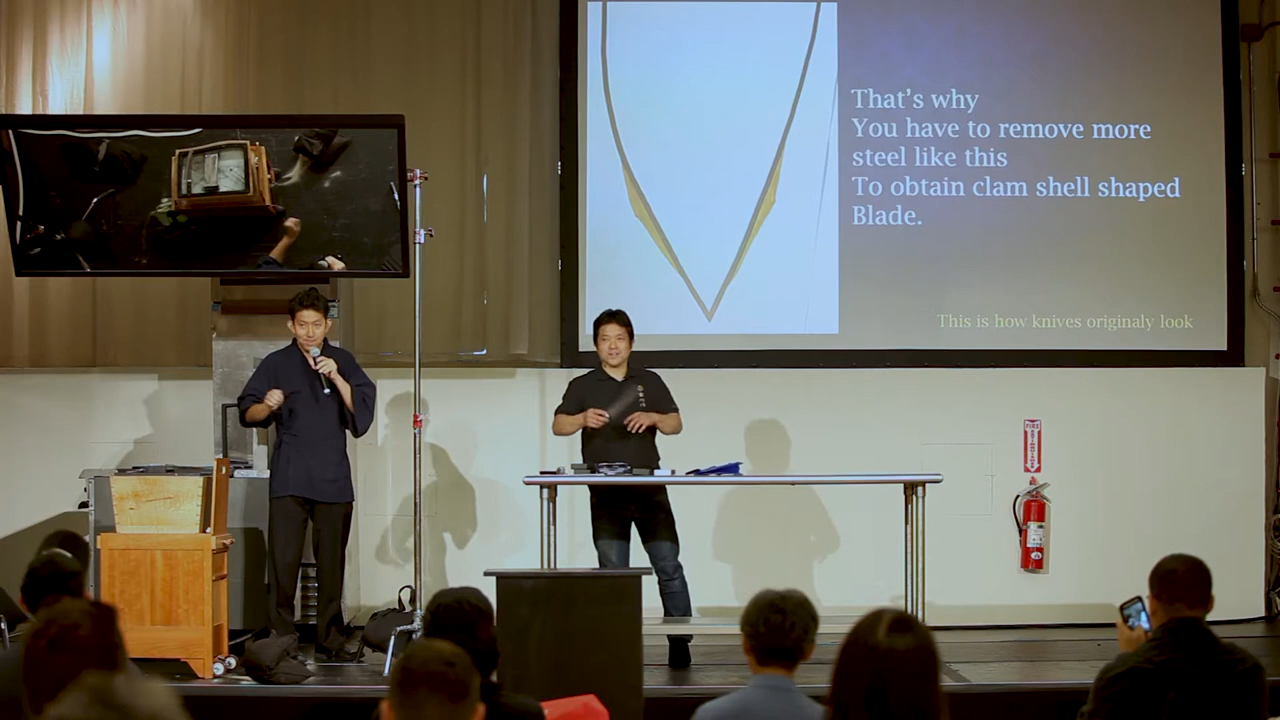 That's why
You have to remove more
steel like this
To obtain clam shell shaped
Blade.
This is how knives originaly look
FIRE